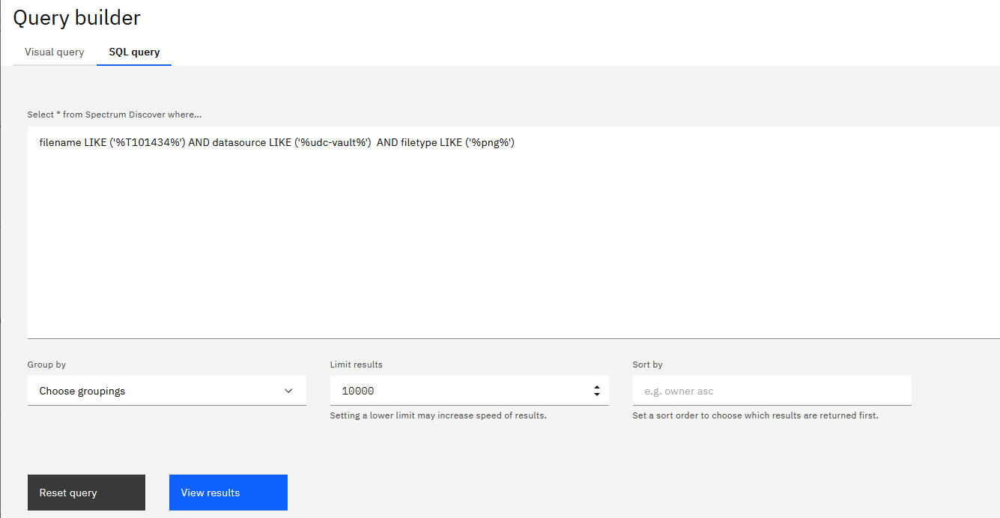 Query builder
Visual query SQL query
Select * from Spectrum Discover where...
filename LIKE ('%T101434%') AND datasource LIKE ('%udc-vault%')  AND filetype LIKE ('%png%')
Group by Limit results Sort by
Choose groupings 10000 e.g. owner asc
Setting a lower limit may increase speed of results. Set a sort order to choose which results are returned first.
Reset query View results